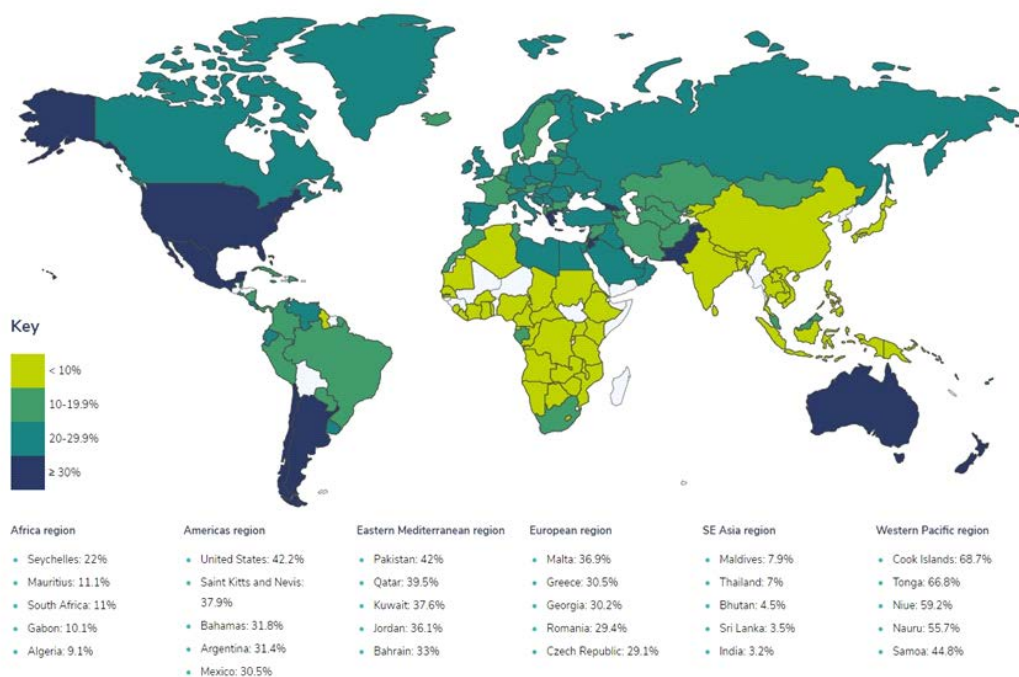 Key
< 10%
10-19.9%
20-29.9%
≥ 30%
Africa region
Seychelles: 22%
Mauritius: 11.1%
South Africa: 11%
Gabon: 10.1%
Algeria: 9.1%
Americas region
United States: 42.2%
Saint Kitts and Nevis:
37.9%
Bahamas: 31.8%
Argentina: 31.4%
Mexico: 30.5%
Eastern Mediterranean region
Pakistan: 42%
Qatar: 39.5%
Kuwait: 37.6%
Jordan: 36.1%
Bahrain: 33%
European region
Malta: 36.9%
Greece: 30.5%
Georgia: 30.2%
Romania: 29.4%
Czech Republic: 29.1%
SE Asia region
Maldives: 7.9%
Thailand: 7%
Bhutan: 4.5%
Sri Lanka: 3.5%
India: 3.2%
Western Pacific region
Cook Islands: 68.7%
Tonga: 66.8%
Niue: 59.2%
Nauru: 55.7%
Samoa: 44.8%